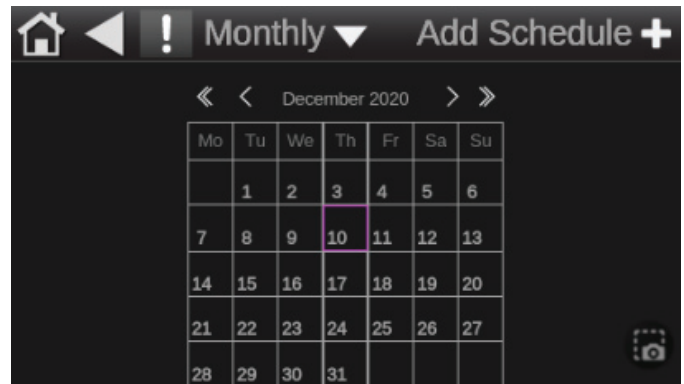 ! Monthly Add Schedule +
December 2020
Mo Tu We Th Fr Sa Su
1 2 3 4 5 6
7 8 9 10 11 12 13
14 15 16 17 18 19 20
21 22 23 24 25 26 27
28 29 30 31